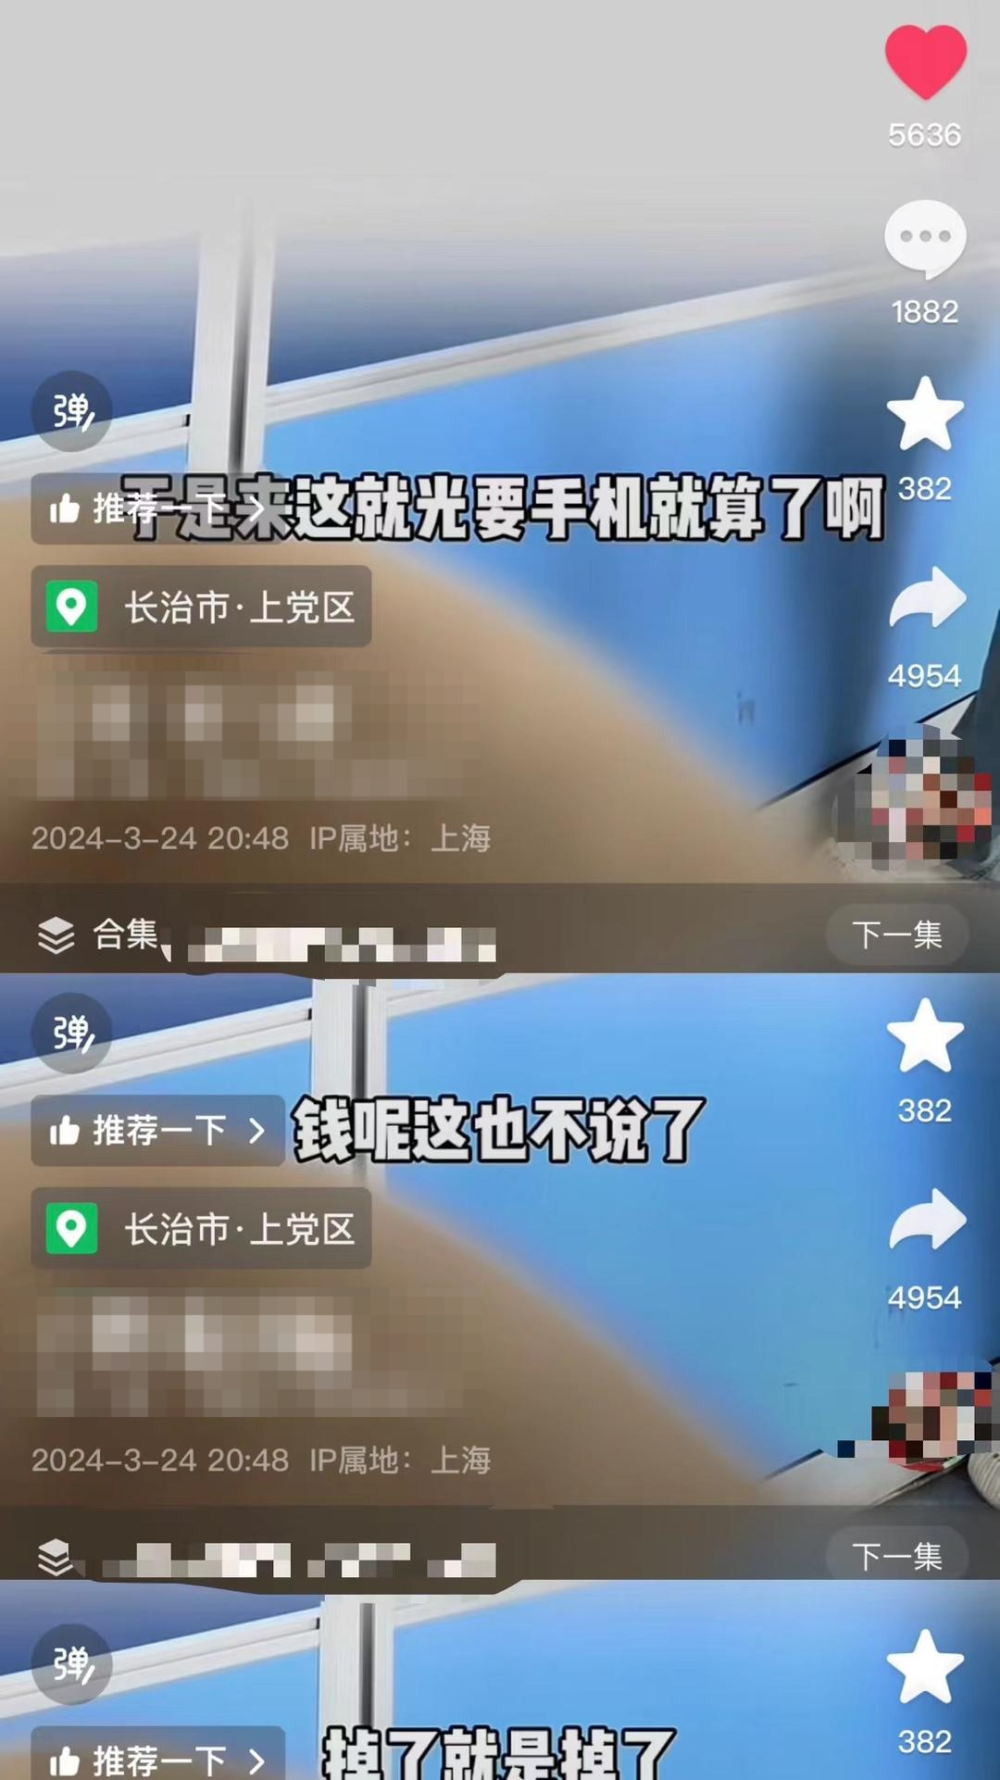 5636
1882
弹
382
推荐一下 >
于是来这就光要手机就算了啊
长治市·上党区
4954
2024-3-24 20:48 IP属地：上海
合集
下一集
弹
382
推荐一下 >
钱呢这也不说了
长治市·上党区
4954
2024-3-24 20:48 IP属地：上海
下一集
弹
382
推荐一下 >
掉了就是掉了